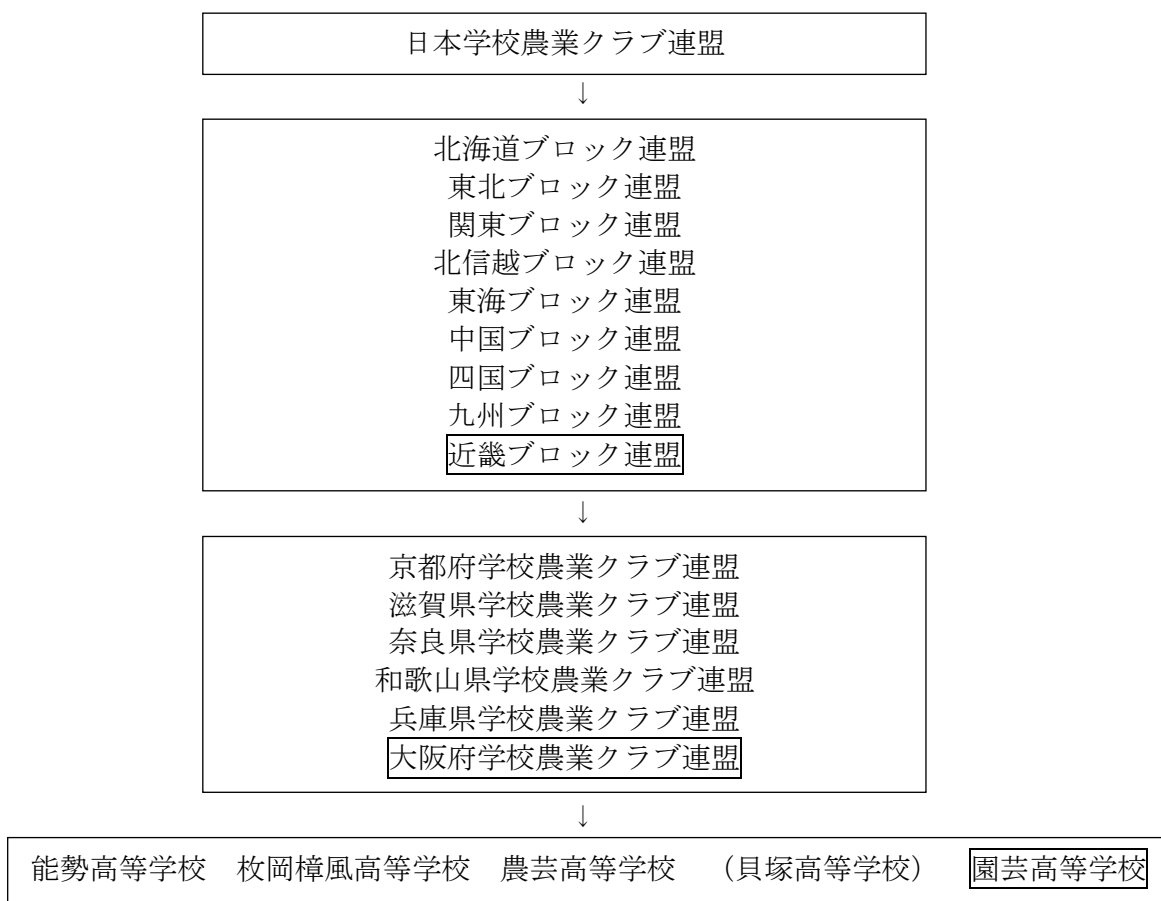 日本学校農業クラブ連盟
↓
北海道ブロック連盟
東北ブロック連盟
関東ブロック連盟
北信越ブロック連盟
東海ブロック連盟
中国ブロック連盟
四国ブロック連盟
九州ブロック連盟
近畿ブロック連盟
↓
京都府学校農業クラブ連盟
滋賀県学校農業クラブ連盟
奈良県学校農業クラブ連盟
和歌山県学校農業クラブ連盟
兵庫県学校農業クラブ連盟
大阪府学校農業クラブ連盟
↓
能勢高等学校　枚岡樟風高等学校　農芸高等学校　（貝塚高等学校）　園芸高等学校